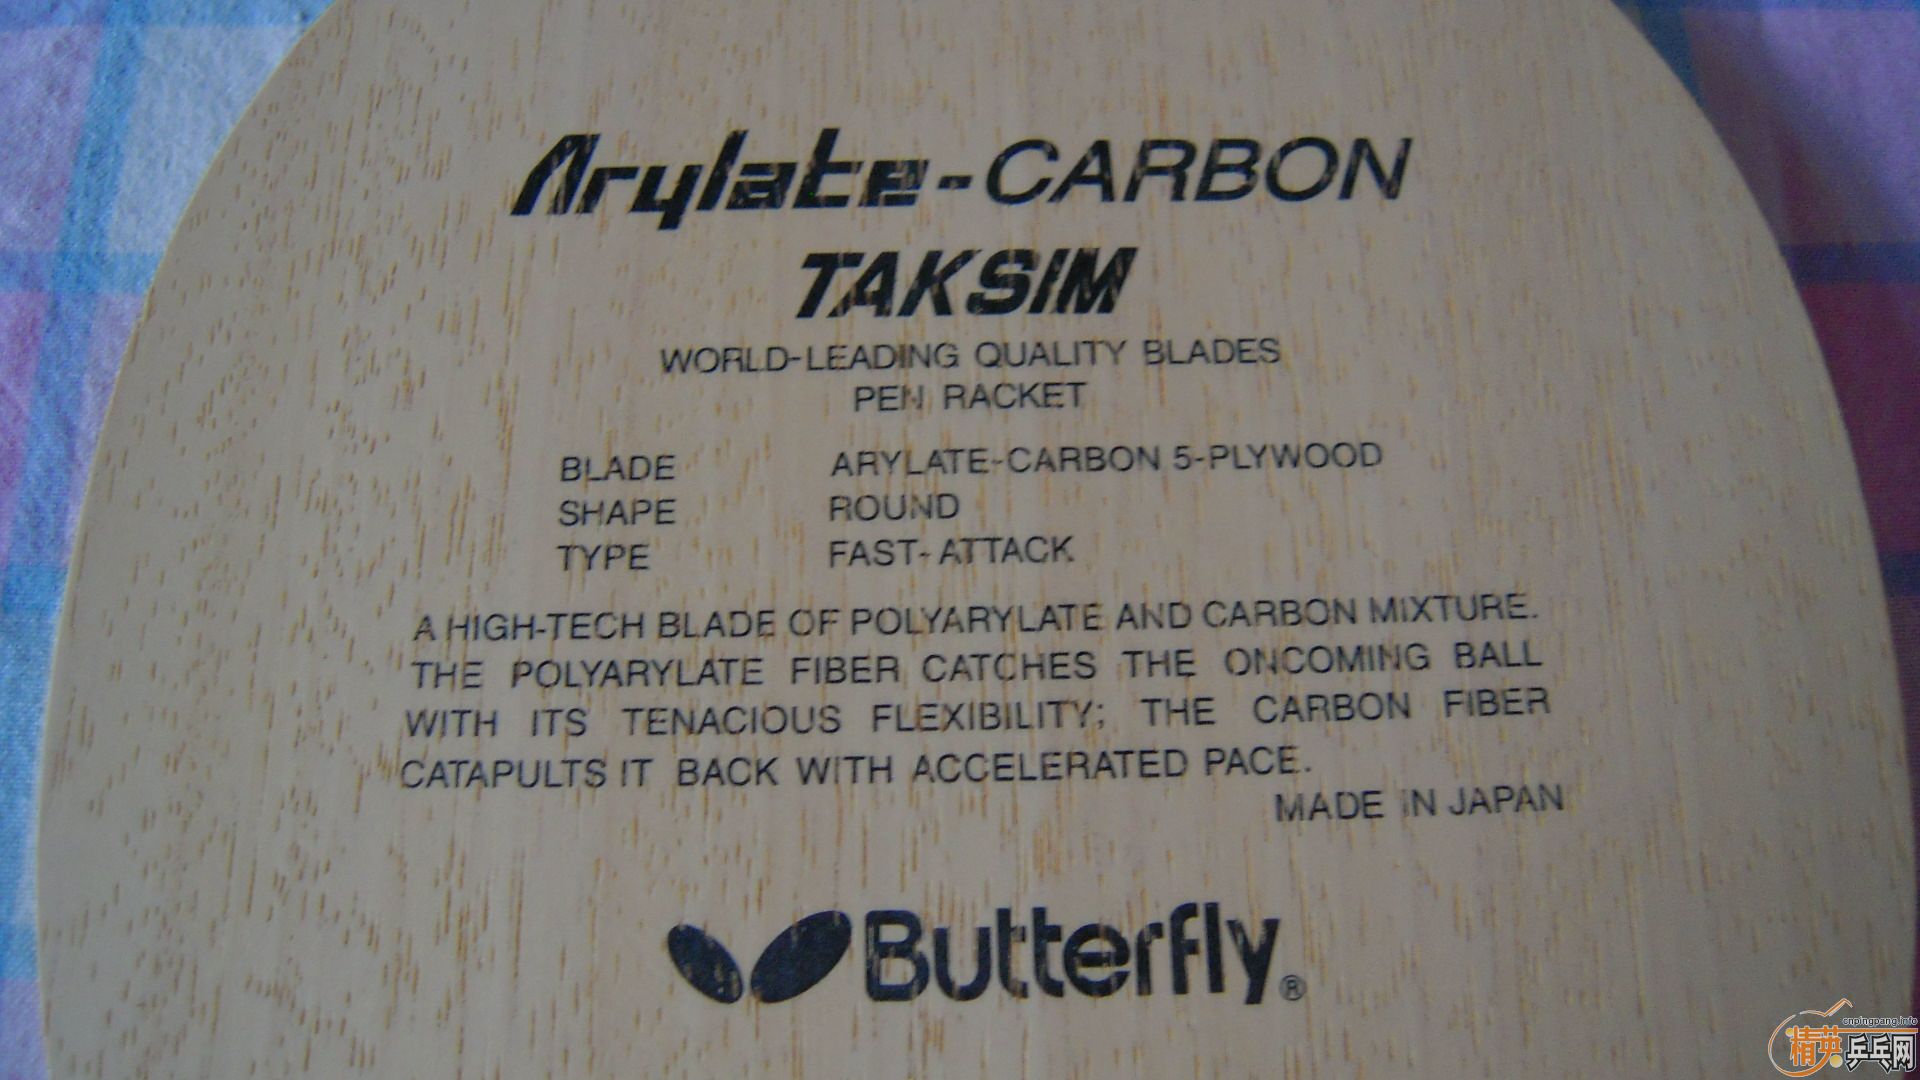 Arylate-CARBON
TAKSIM
WORLD-LEADING QUALITY BLADES
PEN RACKET
BLADE ARYLATE-CARBON 5-PLYWOOD
SHAPE ROUND
TYPE FAST-ATTACK
A HIGH-TECH BLADE OF POLYARYLATE AND CARBON MIXTURE.
THE POLYARYLATE FIBER CATCHES THE ONCOMING BALL
WITH ITS TENACIOUS FLEXIBILITY; THE CARBON FIBER
CATAPULTS IT BACK WITH ACCELERATED PACE.
MADE IN JAPAN
Butterfly®
cnpingpang.info
精英乒乓网